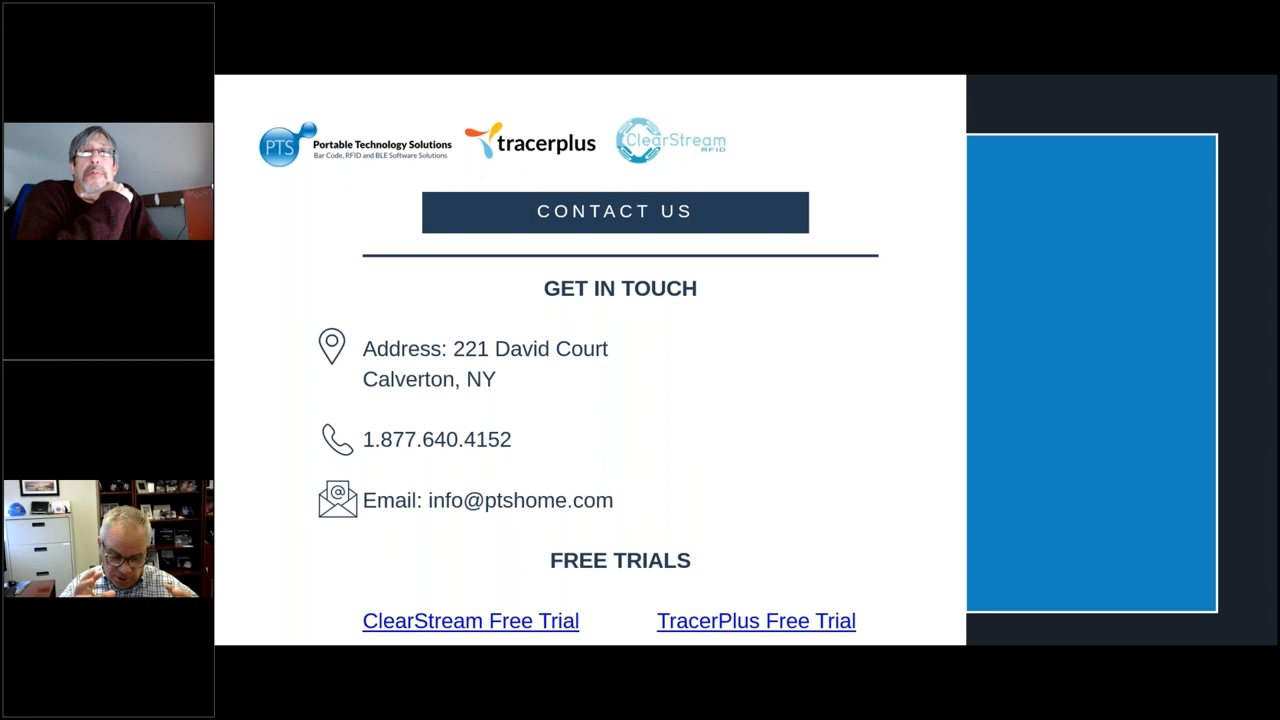 PTS
Portable Technology Solutions
Bar Code, RFID and BLE Software Solutions
tracerplus
ClearStream
RFID
CONTACT US
GET IN TOUCH
Address: 221 David Court
Calverton, NY
1.877.640.4152
@
Email: info@ptshome.com
FREE TRIALS
ClearStream Free Trial
TracerPlus Free Trial